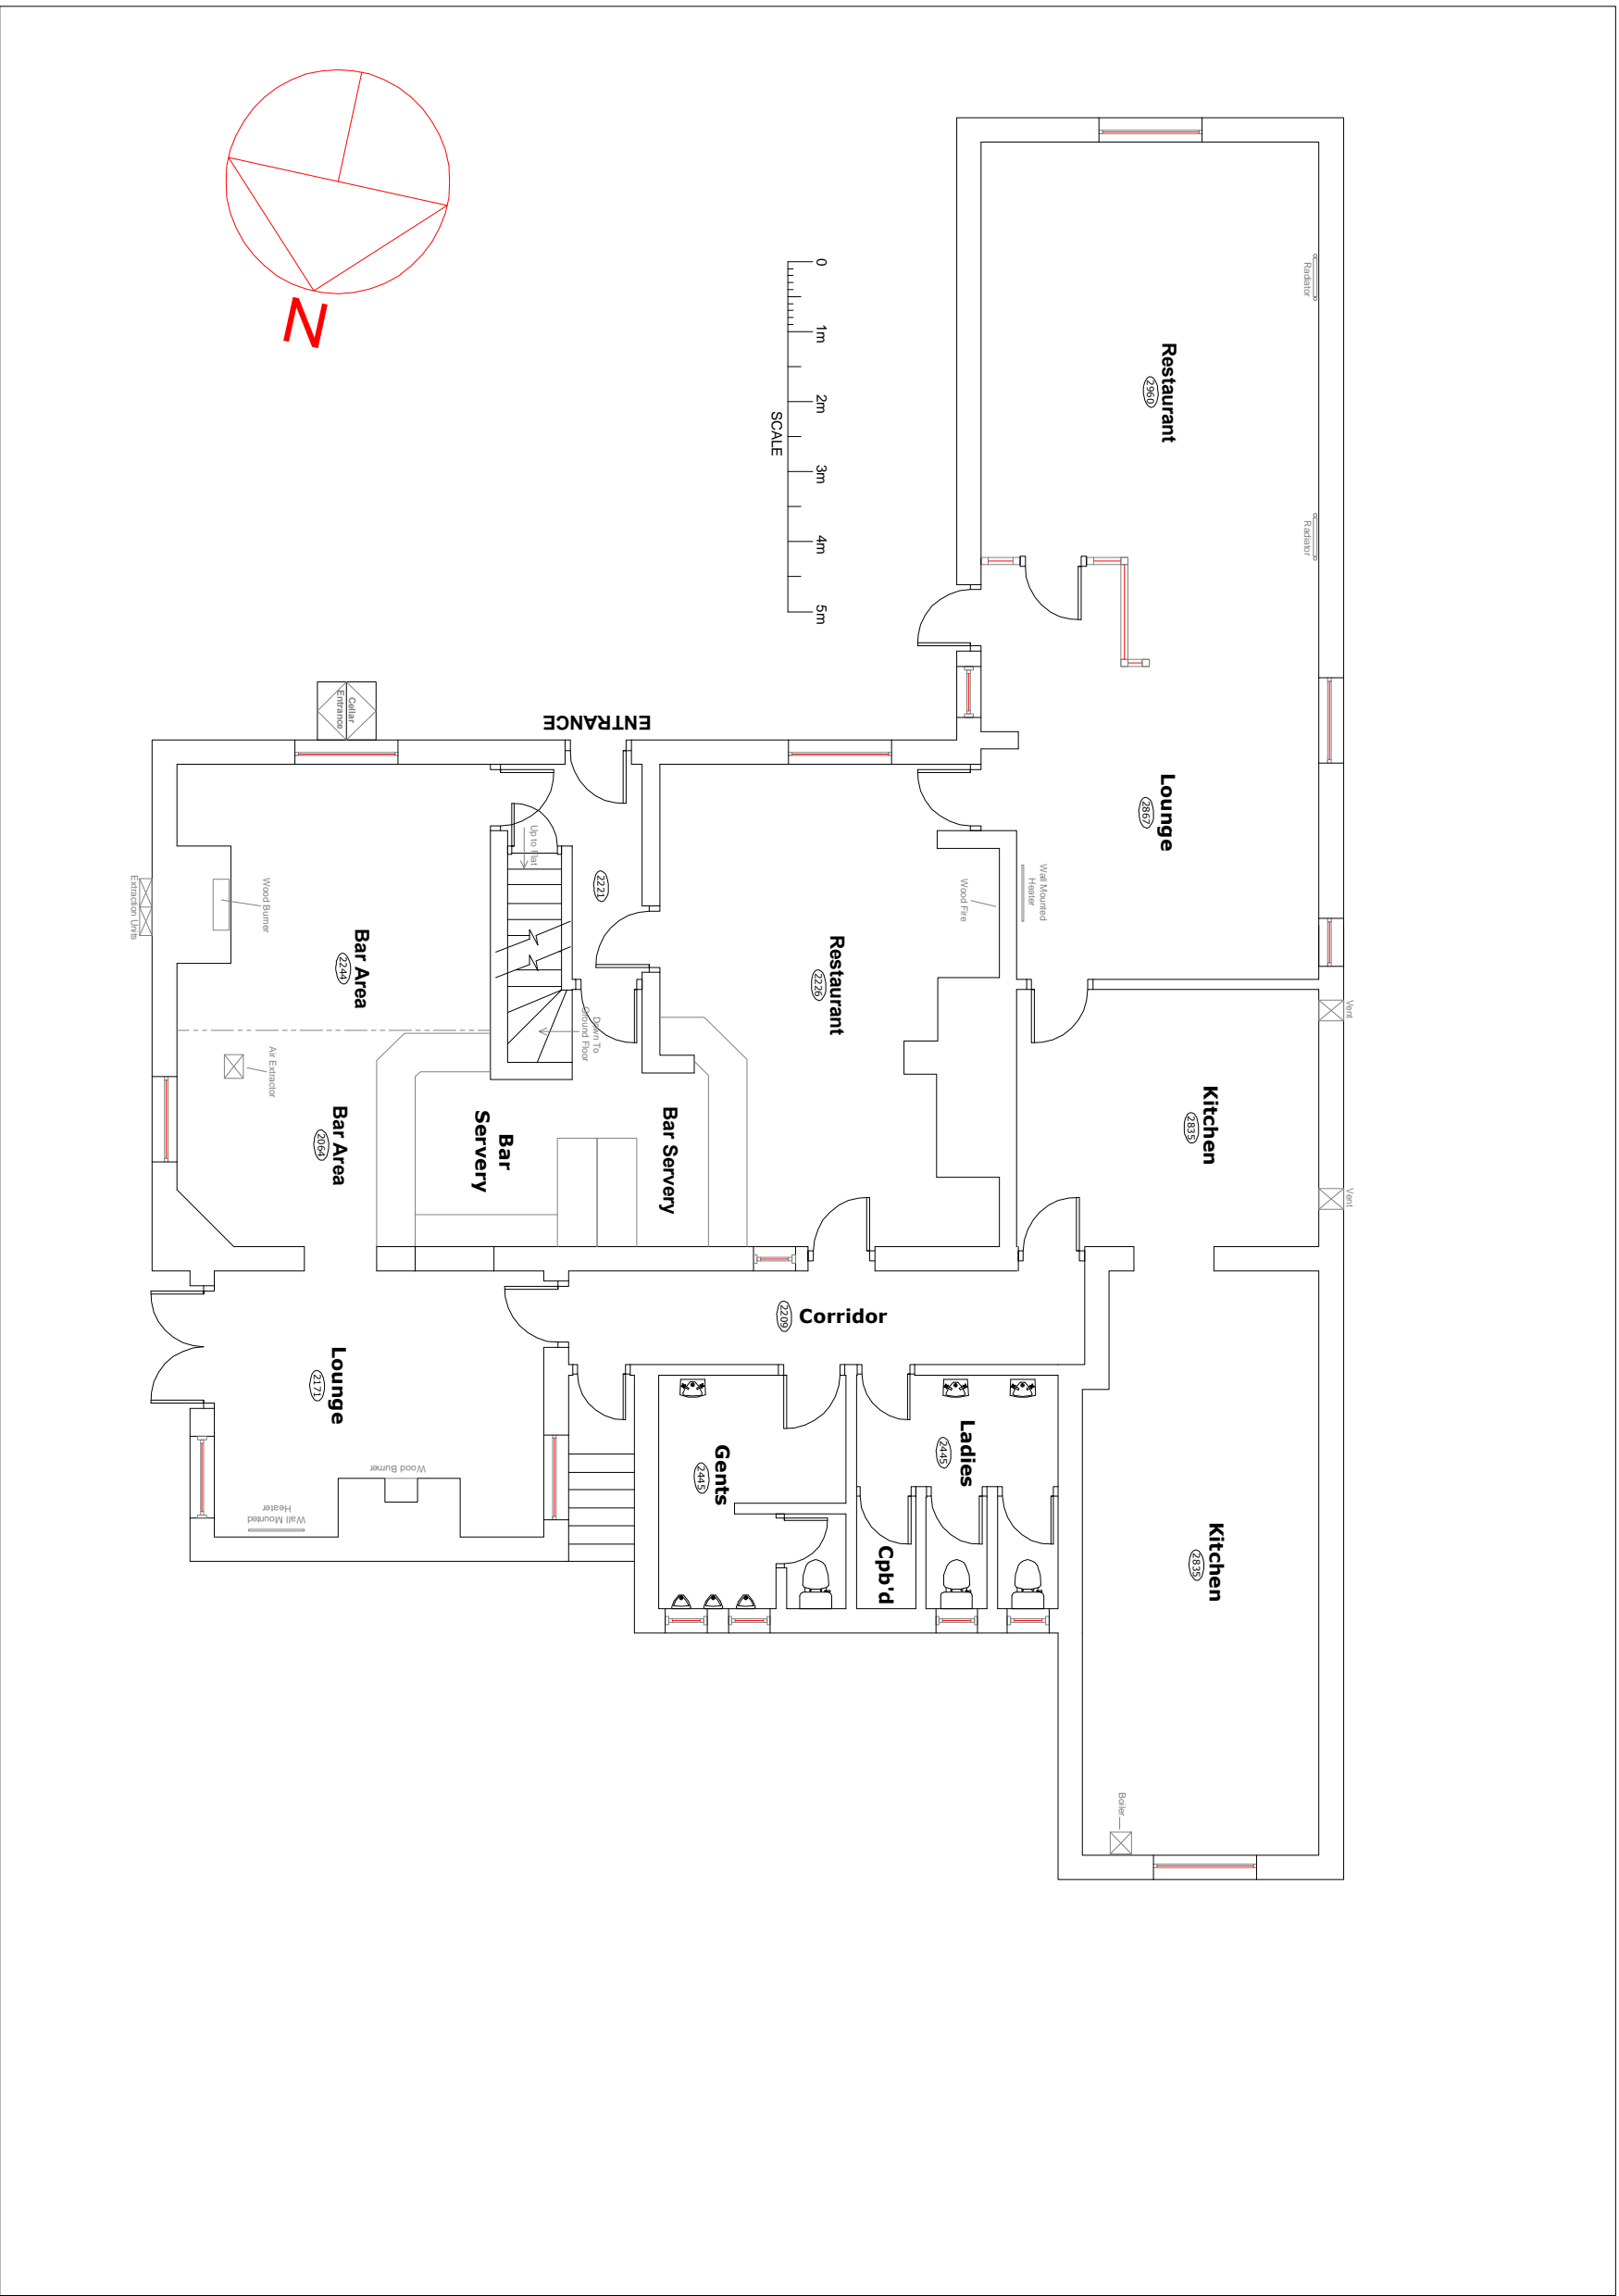 Restaurant
2960
Radiator
Radiator
Lounge
2867
Wall Mounted
Heater
Wood Fire
Vent
Kitchen
2835
Vent
Kitchen
2835
Boiler
0
1m
2m
3m
4m
5m
SCALE
ENTRANCE
Restaurant
2226
2221
Up to Flat
Down To
Ground Floor
Bar Servery
Bar
Servery
Corridor
2209
Ladies
2445
Cpb'd
Gents
2445
Cellar
Entrance
Bar Area
2244
Wood Burner
Extraction Units
Air Extractor
Bar Area
2064
Lounge
2171
Wood Burner
Wall Mounted
Heater
N